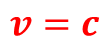 v = c